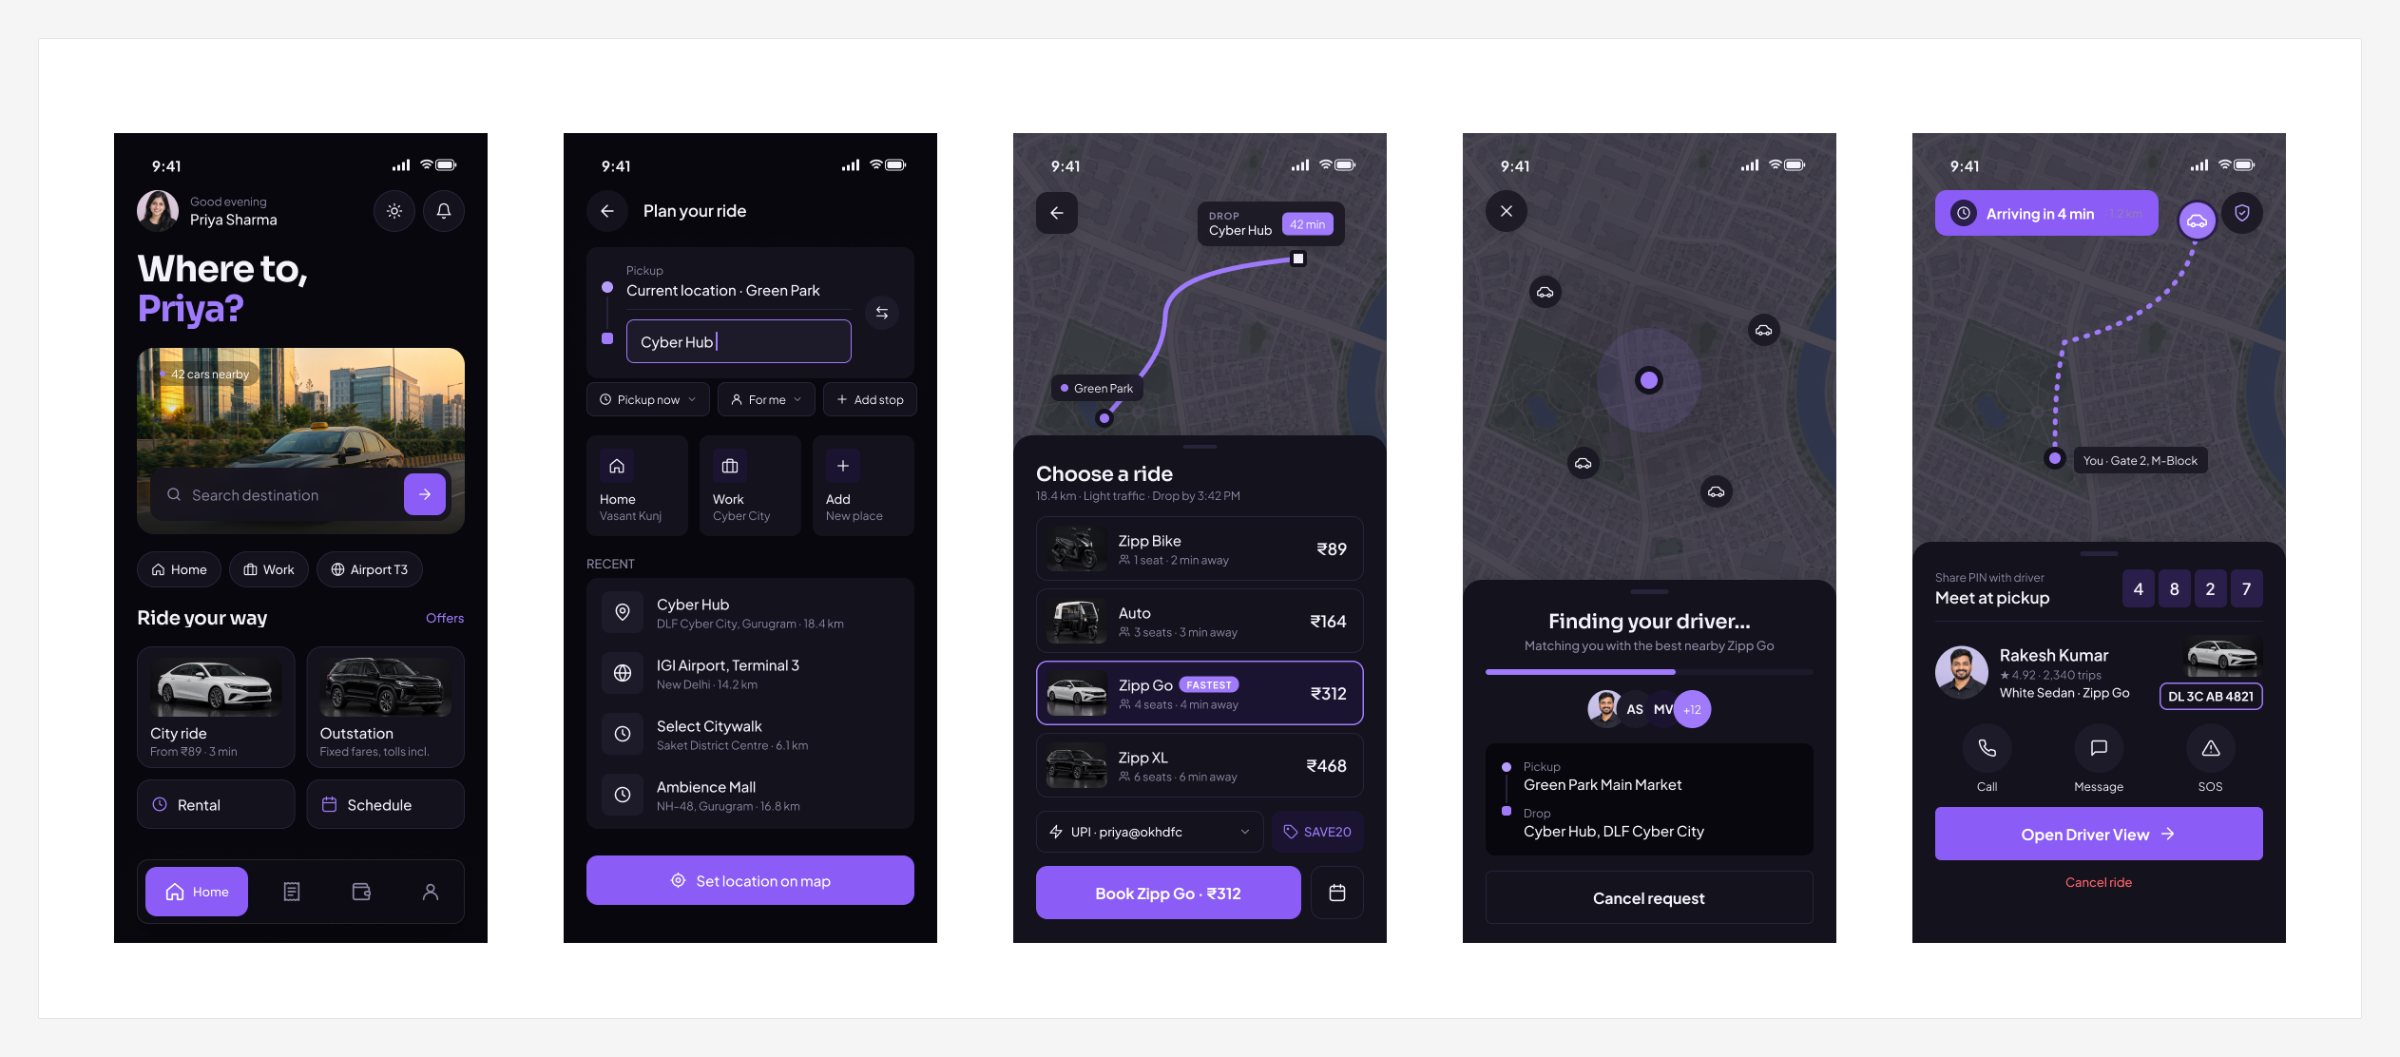 9:41
Good evening
Priya Sharma
Where to,
Priya?
42 cars nearby
Search destination
Home
Work
Airport T3
Ride your way
Offers
City ride
From ₹89 · 3 min
Outstation
Fixed fares, tolls incl.
Rental
Schedule
Home
9:41
Plan your ride
Pickup
Current location · Green Park
Cyber Hub
Pickup now
For me
Add stop
Home
Vasant Kunj
Work
Cyber City
Add
New place
RECENT
Cyber Hub
DLF Cyber City, Gurugram · 18.4 km
IGI Airport, Terminal 3
New Delhi · 14.2 km
Select Citywalk
Saket District Centre · 6.1 km
Ambience Mall
NH-48, Gurugram · 16.8 km
Set location on map
9:41
DROP
Cyber Hub
42 min
Green Park
Choose a ride
18.4 km · Light traffic · Drop by 3:42 PM
Zipp Bike
1 seat · 2 min away
₹89
Auto
3 seats · 3 min away
₹164
Zipp Go
FASTEST
4 seats · 4 min away
₹312
Zipp XL
6 seats · 6 min away
₹468
UPI · priya@okhdfc
SAVE20
Book Zipp Go · ₹312
9:41
Finding your driver...
Matching you with the best nearby Zipp Go
AS
MV
+12
Pickup
Green Park Main Market
Drop
Cyber Hub, DLF Cyber City
Cancel request
9:41
Arriving in 4 min
1.2 km
You · Gate 2, M-Block
Share PIN with driver
Meet at pickup
4 8 2 7
Rakesh Kumar
★ 4.92 · 2,340 trips
White Sedan · Zipp Go
DL 3C AB 4821
Call
Message
SOS
Open Driver View
Cancel ride